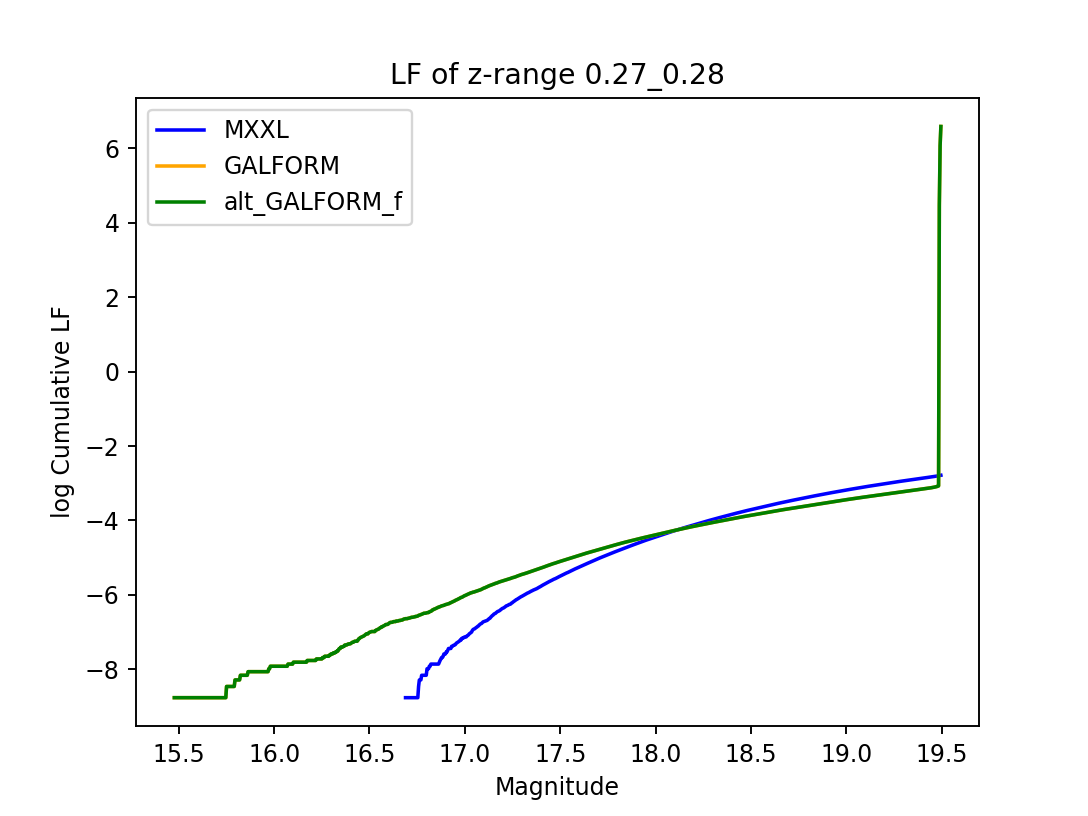 LF of z-range 0.27_0.28
MXXL
GALFORM
alt_GALFORM_f
log Cumulative LF
6
4
2
0
−2
−4
−6
−8
15.5 16.0 16.5 17.0 17.5 18.0 18.5 19.0 19.5
Magnitude